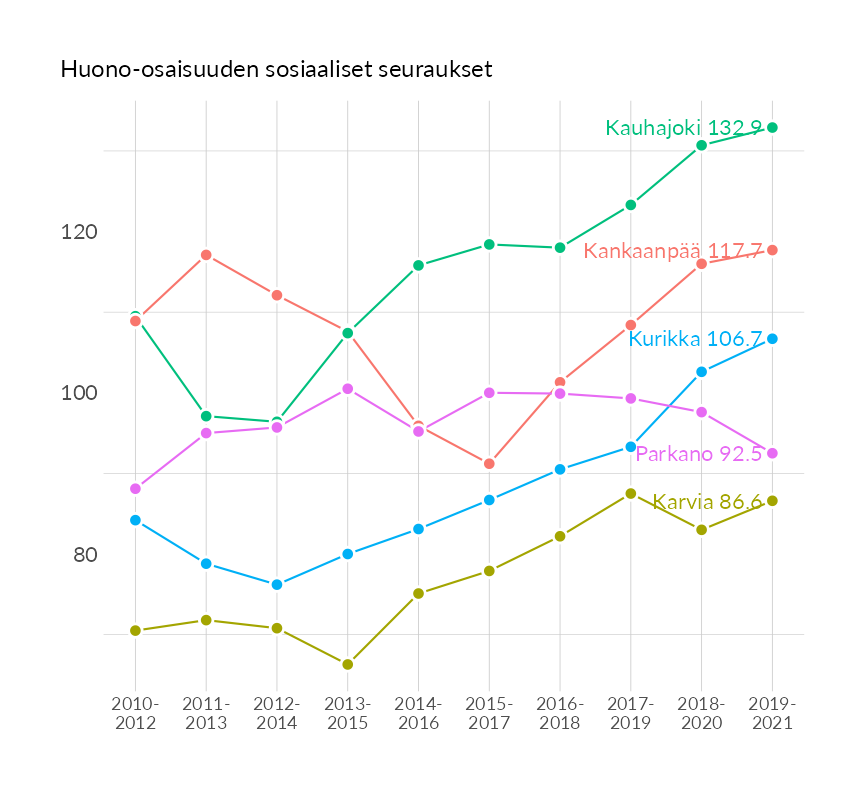 Huono-osaisuuden sosiaaliset seuraukset
Kauhajoki 132.9
120
Kankaanpää 117.7
Kurikka 106.7
100
Parkano 92.5
Karvia 86.6
80
2010-2012
2011-2013
2012-2014
2013-2015
2014-2016
2015-2017
2016-2018
2017-2019
2018-2020
2019-2021